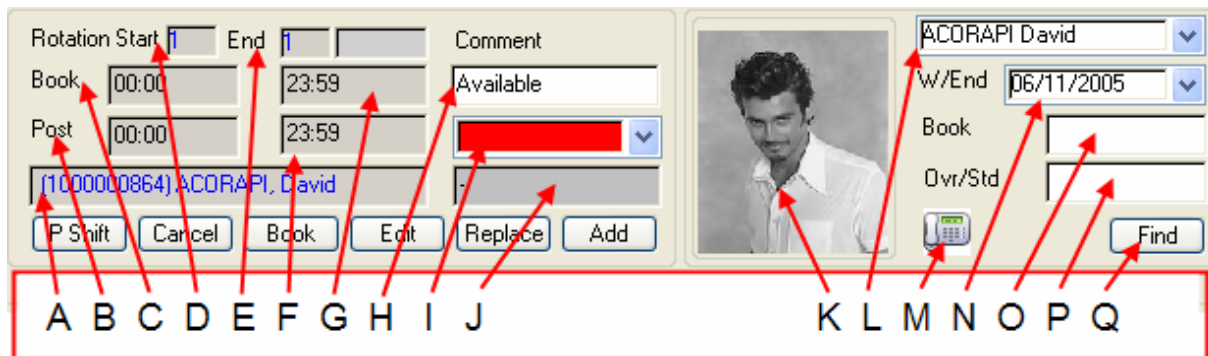 Rotation Start 1 End 1 Comment
Book 00:00 23:59 Available
Post 00:00 23:59
(1000000864) ACORAPI, David -
P Shift Cancel Book Edit Replace Add
ACORAPI David
W/End 06/11/2005
Book
Ovr/Std
Find
A B C D E F G H I J K L M N O P Q